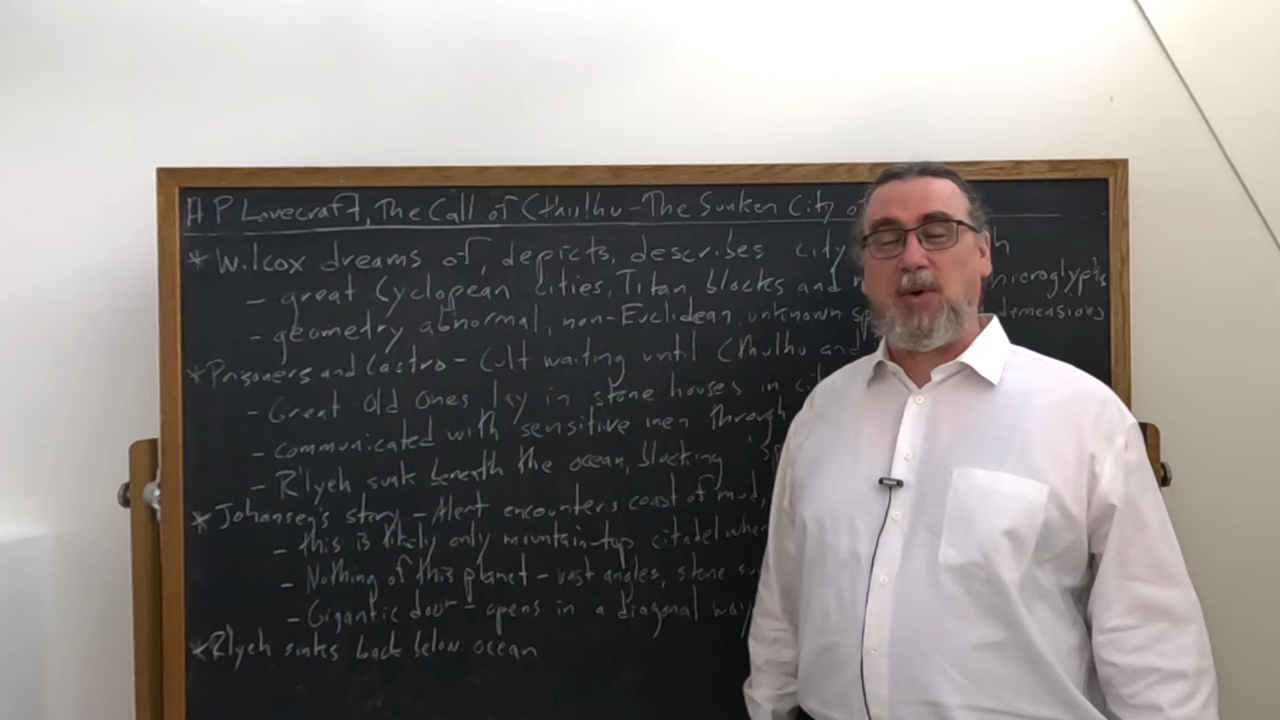 H P Lovecraft, The Call of Cthulhu - The Sunken City of
* Wilcox dreams of, depicts, describes city
- great Cyclopean cities, Titan blocks and hieroglyphs
- geometry abnormal, non-Euclidean, unknown dimensions
* Prisoners and Castro - Cult waiting until Cthulhu and
- Great Old Ones lay in stone houses in
- communicated with sensitive men through
- R'lyeh sunk beneath the ocean, blocking
* Johansen's story - Alert encounters coast of mud,
- this is likely only mountain-top, citadel
- Nothing of this planet - vast angles, stone
- Gigantic door - opens in a diagonal way
* R'lyeh sinks back below ocean